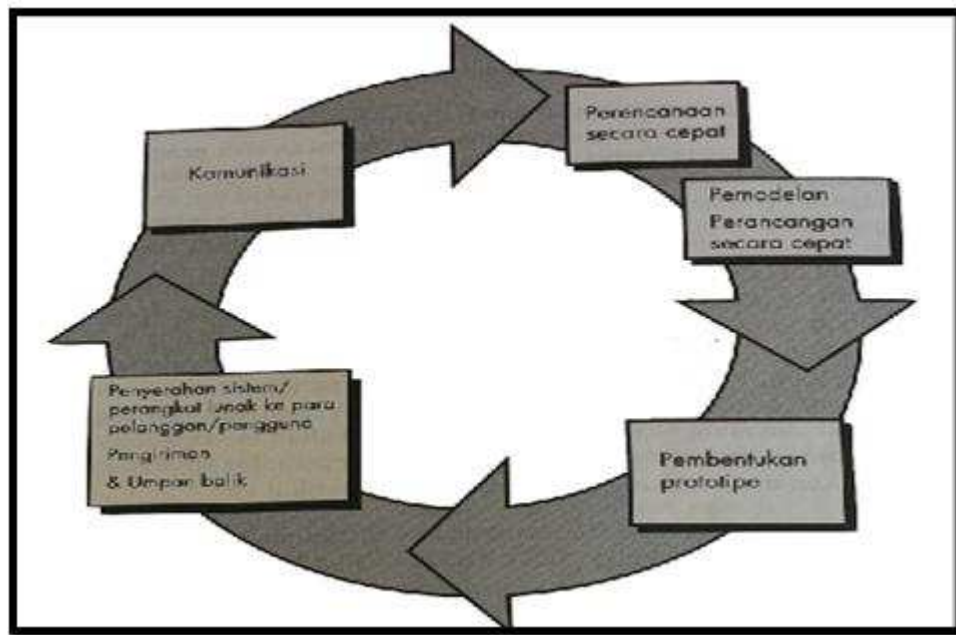 Komunikasi
Perencanaan
secara cepat
Pemodelan
Perancangan
secara cepat
Pembentukan
prototipe
Penyerahan sistem/
perangkat lunak ke para
pelanggan/pengguna
Pengiriman
& Umpan balik